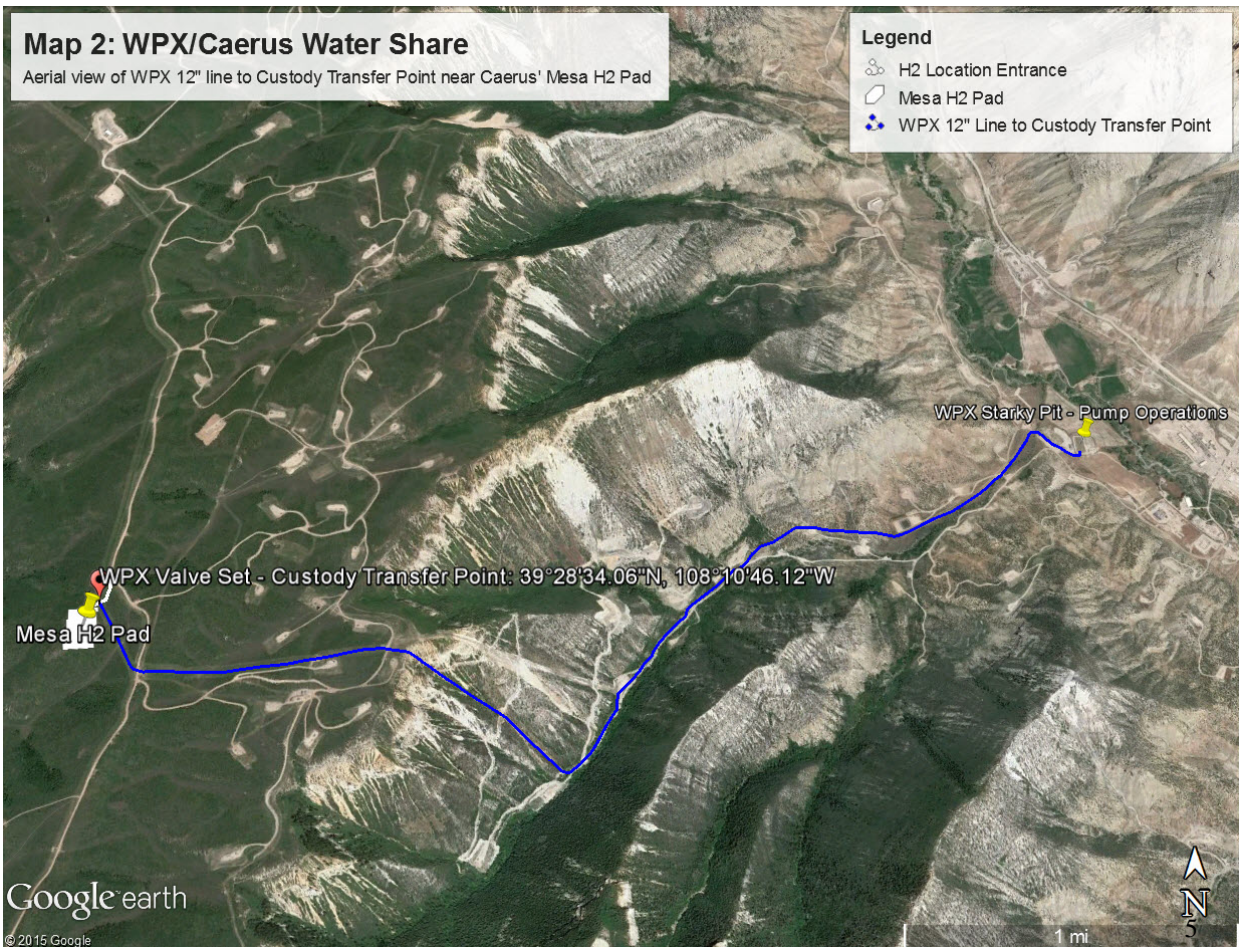 Map 2: WPX/Caerus Water Share
Aerial view of WPX 12" line to Custody Transfer Point near Caerus' Mesa H2 Pad
Legend
H2 Location Entrance
Mesa H2 Pad
WPX 12" Line to Custody Transfer Point
WPX Starky Pit - Pump Operations
WPX Valve Set - Custody Transfer Point: 39°28'34.06"N, 108°10'46.12"W
Mesa H2 Pad
Google earth
© 2015 Google
N
5
1 mi